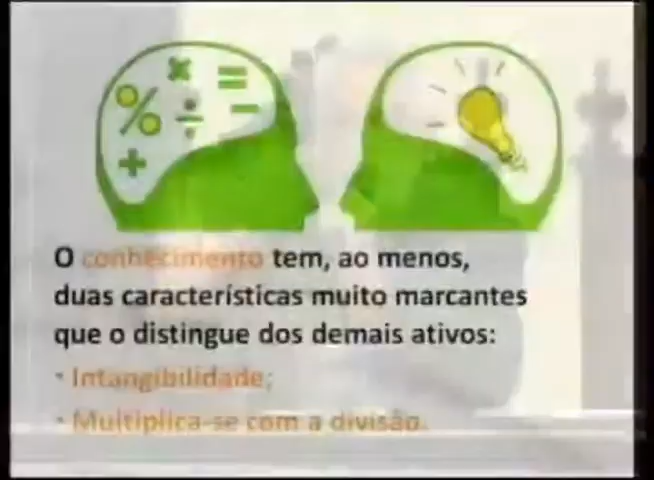 O conhecimento tem, ao menos,
duas características muito marcantes
que o distingue dos demais ativos:
• Intangibilidade;
• Multiplica-se com a divisão.